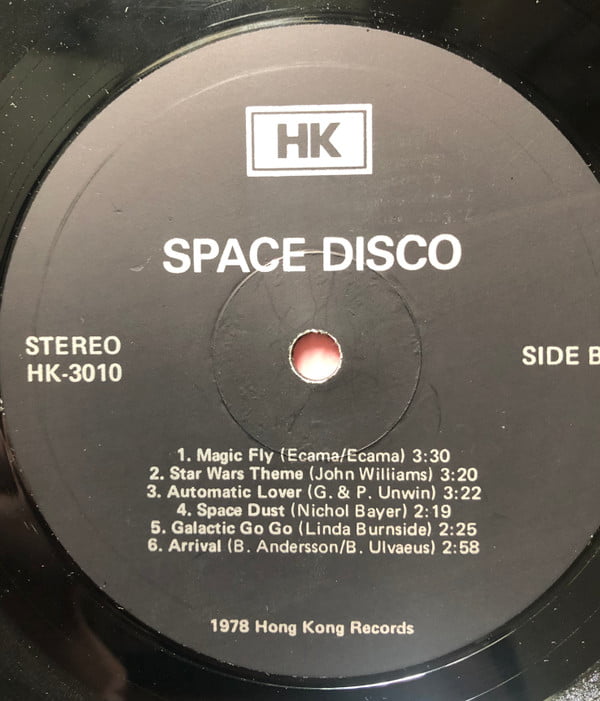 HK
SPACE DISCO
STEREO
HK-3010
SIDE B
1. Magic Fly (Ecama/Ecama) 3:30
2. Star Wars Theme (John Williams) 3:20
3. Automatic Lover (G. & P. Unwin) 3:22
4. Space Dust (Nichol Bayer) 2:19
5. Galactic Go Go (Linda Burnside) 2:25
6. Arrival (B. Andersson/B. Ulvaeus) 2:58
1978 Hong Kong Records